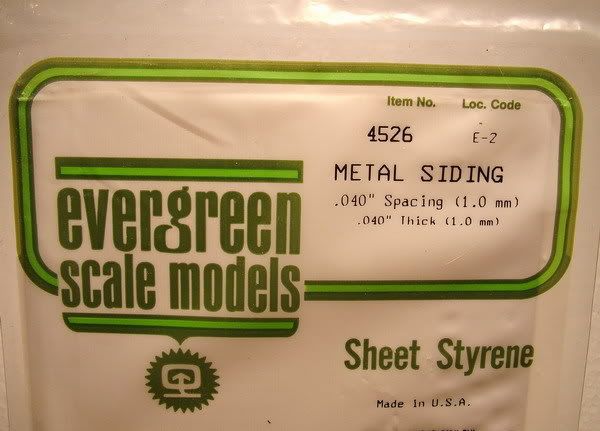 Item No. Loc. Code
4526 E-2
METAL SIDING
.040" Spacing (1.0 mm)
.040" Thick (1.0 mm)
evergreen
scale models
Sheet Styrene
Made in U.S.A.